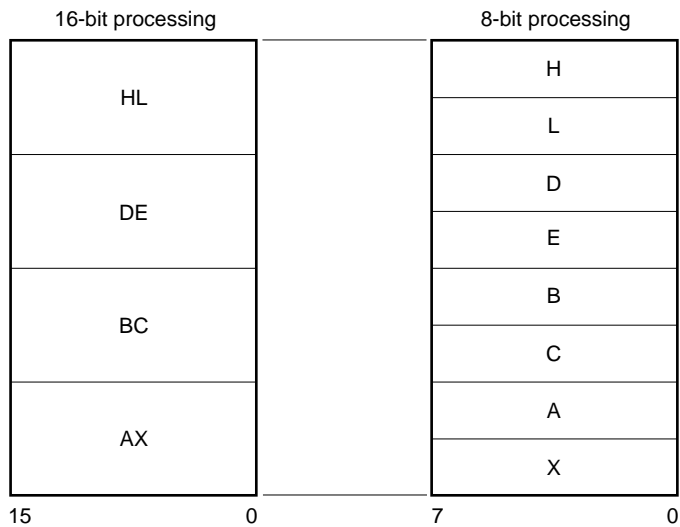 16-bit processing
8-bit processing
HL
DE
BC
AX
H
L
D
E
B
C
A
X
15 0
7 0